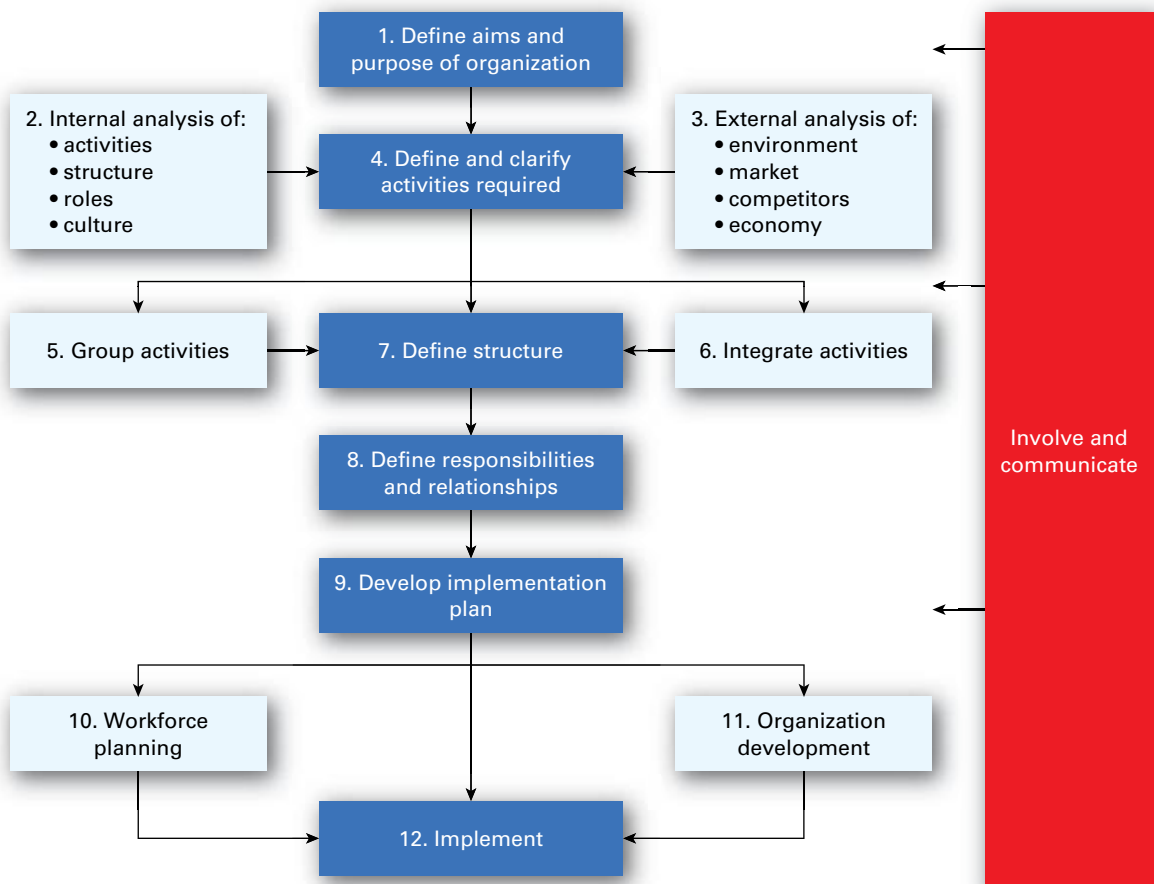 1. Define aims and
purpose of organization
2. Internal analysis of:
• activities
• structure
• roles
• culture
3. External analysis of:
• environment
• market
• competitors
• economy
4. Define and clarify
activities required
5. Group activities
7. Define structure
6. Integrate activities
8. Define responsibilities
and relationships
9. Develop implementation
plan
10. Workforce
planning
11. Organization
development
12. Implement
Involve and
communicate